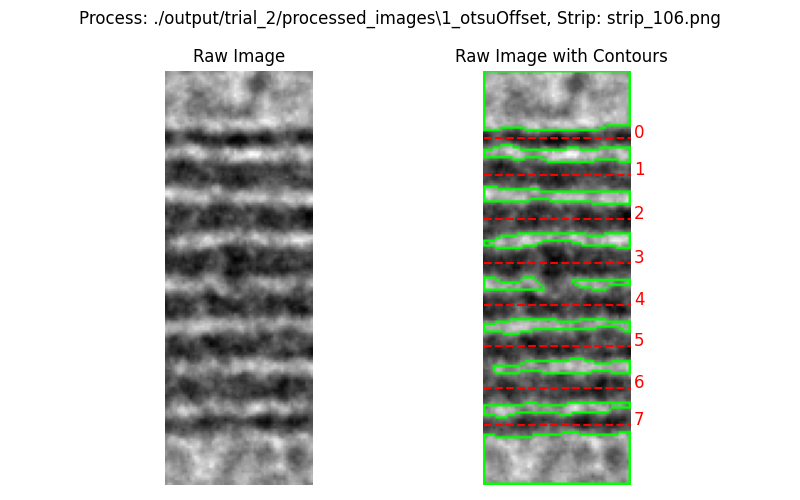 Process: ./output/trial_2/processed_images\1_otsuOffset, Strip: strip_106.png
Raw Image
Raw Image with Contours
0
1
2
3
4
5
6
7